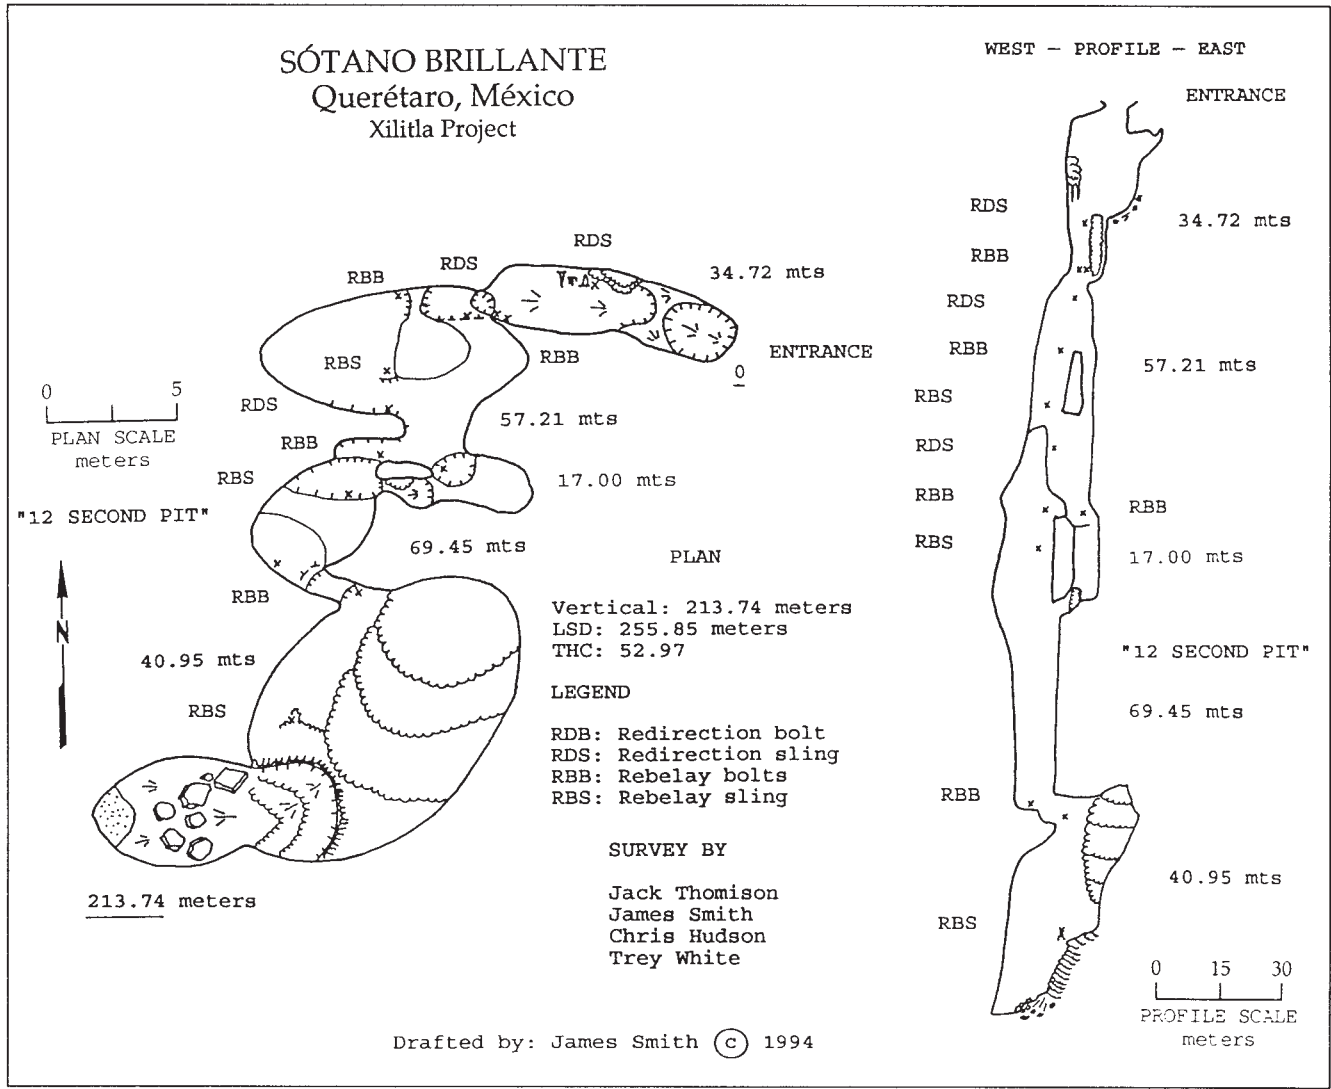 SÓTANO BRILLANTE
Querétaro, México
Xilitla Project
WEST - PROFILE - EAST
ENTRANCE
RDS
34.72 mts
RBB
RDS
RBB
57.21 mts
RBS
RDS
RBB
RBB
RBS
17.00 mts
"12 SECOND PIT"
69.45 mts
RBB
40.95 mts
RBS
0 15 30
PROFILE SCALE
meters
RDS
RDS
RBB
34.72 mts
RBS
RBB
ENTRANCE
0
0 5
PLAN SCALE
meters
RDS
57.21 mts
RBB
RBS
17.00 mts
"12 SECOND PIT"
69.45 mts
N
RBB
40.95 mts
RBS
213.74 meters
PLAN
Vertical: 213.74 meters
LSD: 255.85 meters
THC: 52.97
LEGEND
RDB: Redirection bolt
RDS: Redirection sling
RBB: Rebelay bolts
RBS: Rebelay sling
SURVEY BY
Jack Thomison
James Smith
Chris Hudson
Trey White
Drafted by: James Smith © 1994